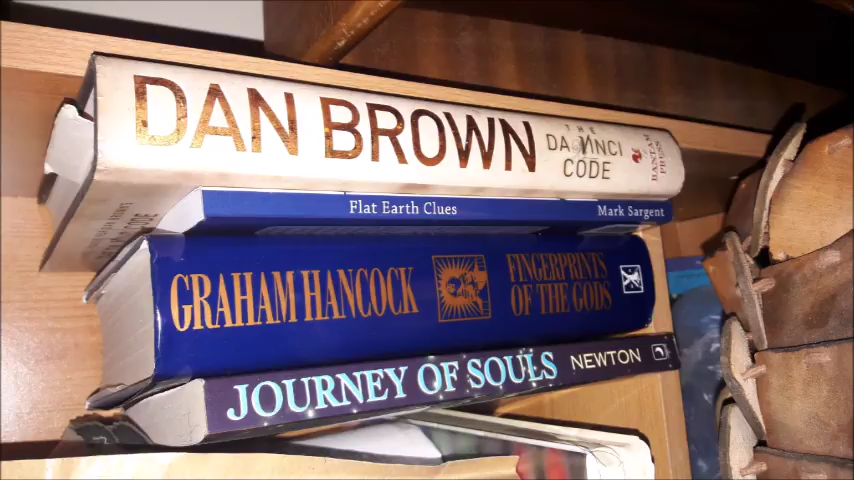 DAN BROWN
THE
DA VINCI
CODE
BANTAM
PRESS
Flat Earth Clues
Mark Sargent
GRAHAM HANCOCK
FINGERPRINTS
OF THE GODS
JOURNEY OF SOULS
NEWTON